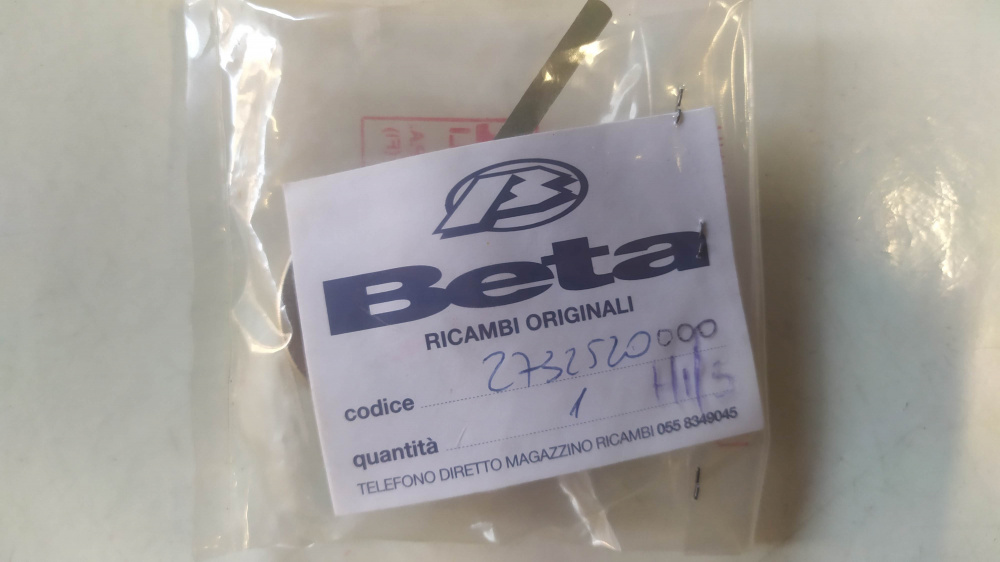 Beta
RICAMBI ORIGINALI
codice 2732520000
quantità 1
TELEFONO DIRETTO MAGAZZINO RICAMBI 055 8349045